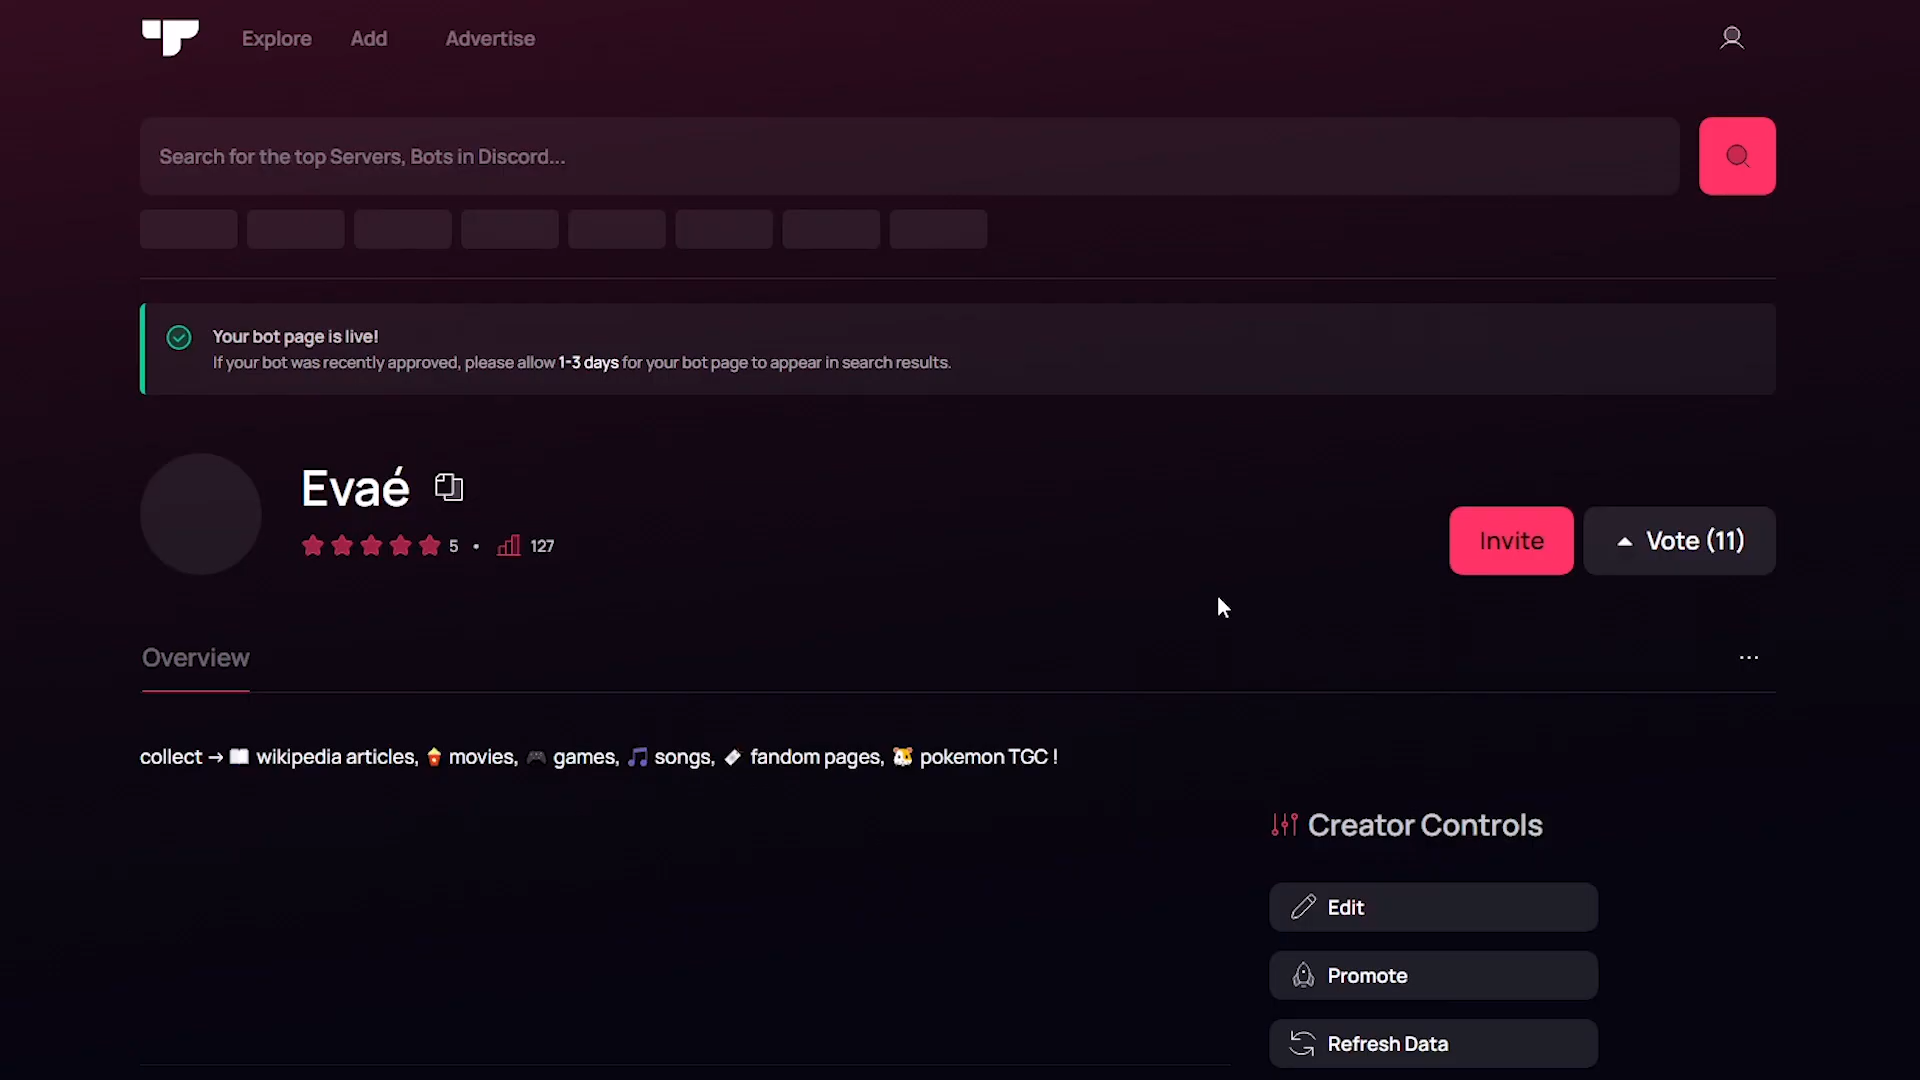 Explore Add Advertise
Search for the top Servers, Bots in Discord...
Your bot page is live!
If your bot was recently approved, please allow 1-3 days for your bot page to appear in search results.
Evaé
5 • 127
Invite
Vote (11)
Overview
...
collect → 📖 wikipedia articles, 🍿 movies, 🎮 games, 🎵 songs, 🔖 fandom pages, 🐹 pokemon TGC !
Creator Controls
Edit
Promote
Refresh Data